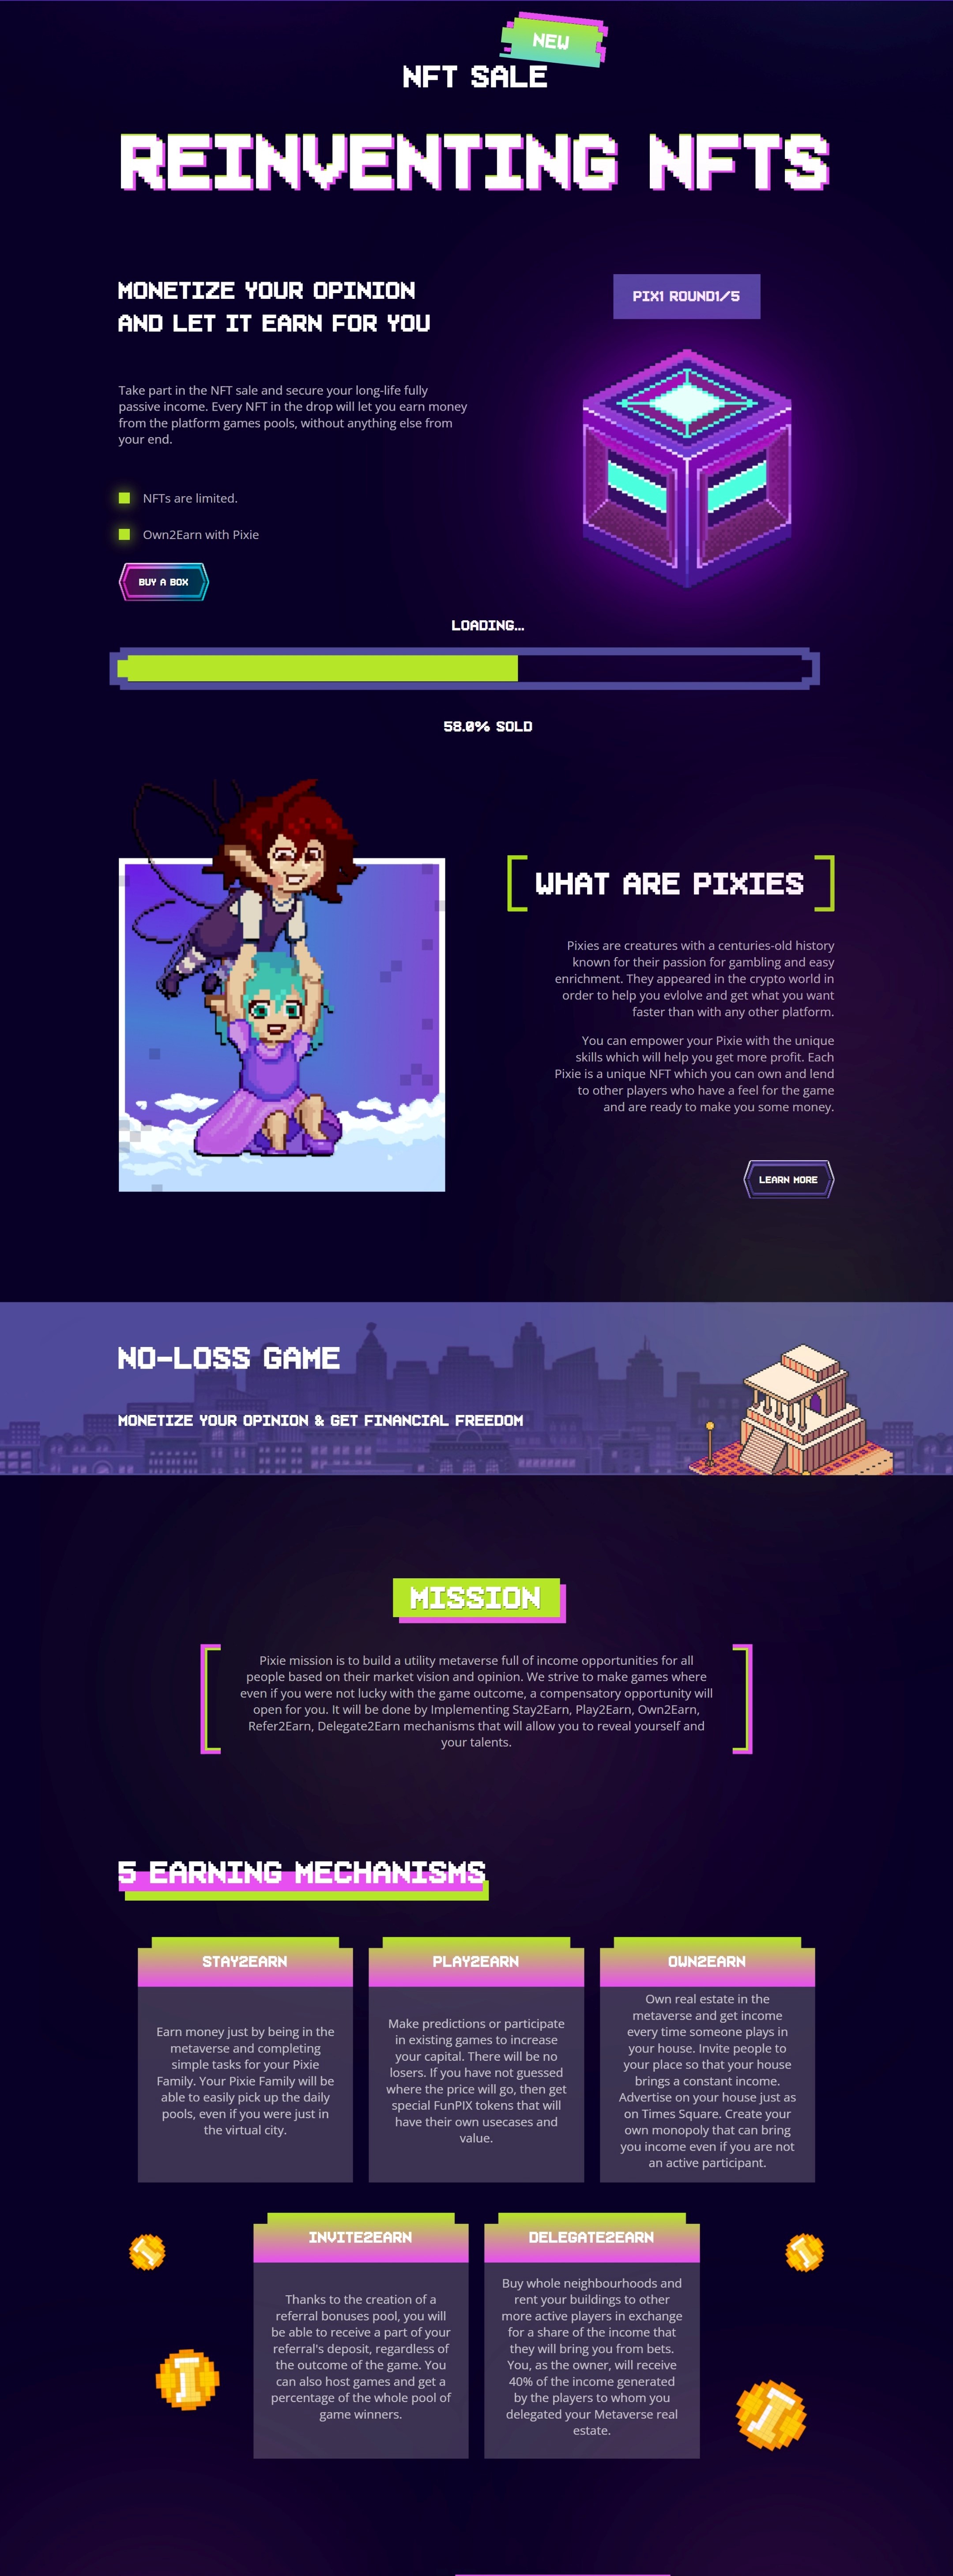 NEW
NFT SALE
REINVENTING NFTS
MONETIZE YOUR OPINION
AND LET IT EARN FOR YOU
Take part in the NFT sale and secure your long-life fully
passive income. Every NFT in the drop will let you earn money
from the platform games pools, without anything else from
your end.
NFTs are limited.
Own2Earn with Pixie
BUY A BOX
PIX1 ROUND1/5
LOADING...
58.0% SOLD
WHAT ARE PIXIES
Pixies are creatures with a centuries-old history
known for their passion for gambling and easy
enrichment. They appeared in the crypto world in
order to help you evlolve and get what you want
faster than with any other platform.
You can empower your Pixie with the unique
skills which will help you get more profit. Each
Pixie is a unique NFT which you can own and lend
to other players who have a feel for the game
and are ready to make you some money.
LEARN MORE
NO-LOSS GAME
MONETIZE YOUR OPINION & GET FINANCIAL FREEDOM
MISSION
Pixie mission is to build a utility metaverse full of income opportunities for all
people based on their market vision and opinion. We strive to make games where
even if you were not lucky with the game outcome, a compensatory opportunity will
open for you. It will be done by Implementing Stay2Earn, Play2Earn, Own2Earn,
Refer2Earn, Delegate2Earn mechanisms that will allow you to reveal yourself and
your talents.
5 EARNING MECHANISMS
STAY2EARN
Earn money just by being in the
metaverse and completing
simple tasks for your Pixie
Family. Your Pixie Family will be
able to easily pick up the daily
pools, even if you were just in
the virtual city.
PLAY2EARN
Make predictions or participate
in existing games to increase
your capital. There will be no
losers. If you have not guessed
where the price will go, then get
special FunPIX tokens that will
have their own usecases and
value.
OWN2EARN
Own real estate in the
metaverse and get income
every time someone plays in
your house. Invite people to
your place so that your house
brings a constant income.
Advertise on your house just as
on Times Square. Create your
own monopoly that can bring
you income even if you are not
an active participant.
INVITE2EARN
Thanks to the creation of a
referral bonuses pool, you will
be able to receive a part of your
referral's deposit, regardless of
the outcome of the game. You
can also host games and get a
percentage of the whole pool of
game winners.
DELEGATE2EARN
Buy whole neighbourhoods and
rent your buildings to other
more active players in exchange
for a share of the income that
they will bring you from bets.
You, as the owner, will receive
40% of the income generated
by the players to whom you
delegated your Metaverse real
estate.